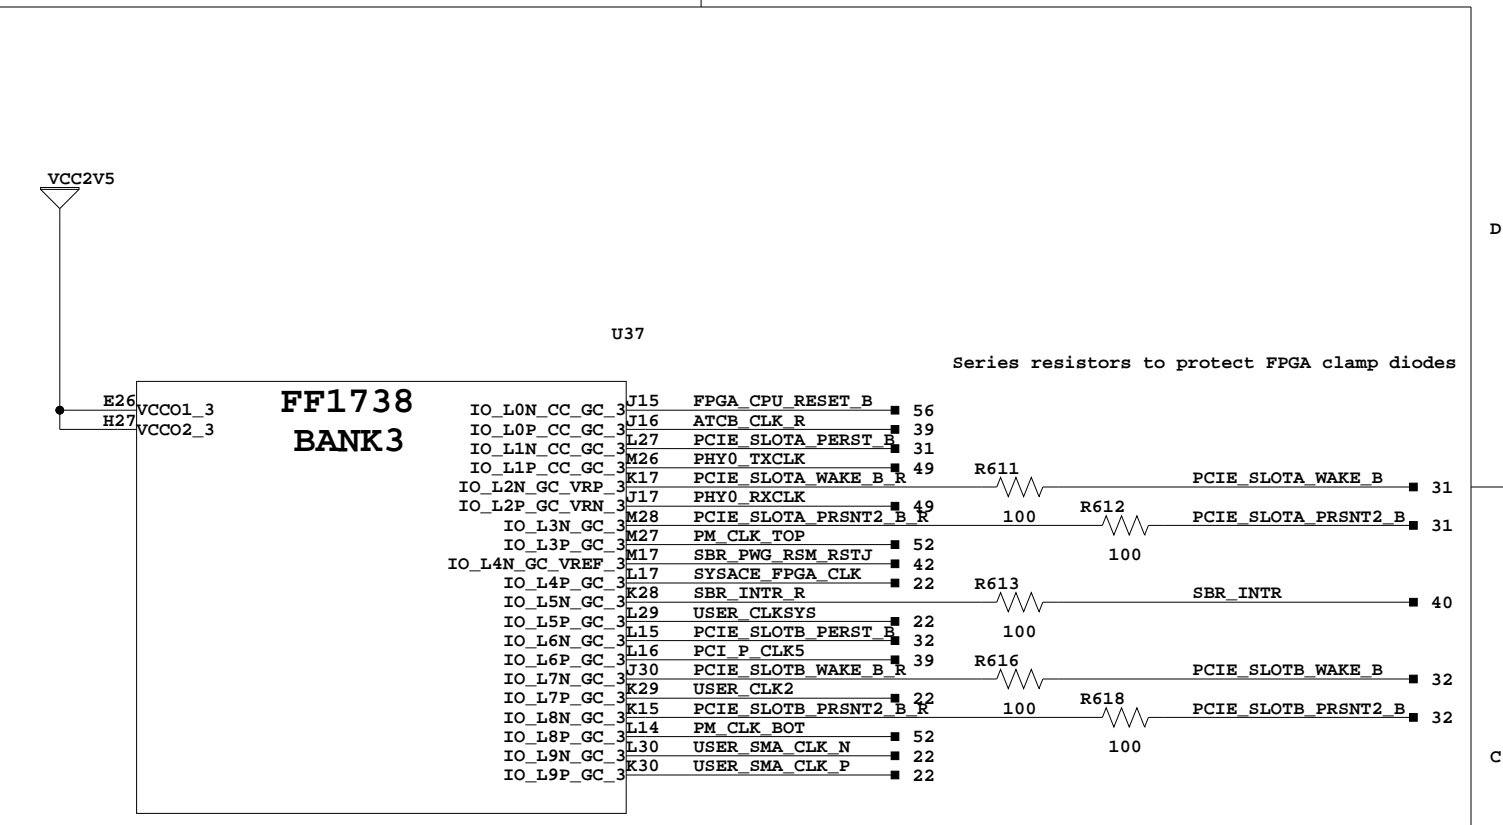 VCC2V5
D
U37
Series resistors to protect FPGA clamp diodes
FF1738
BANK3
E26 VCCO1_3
H27 VCCO2_3
IO_L0N_CC_GC_3 J15 FPGA_CPU_RESET_B 56
IO_L0P_CC_GC_3 J16 ATCB_CLK_R 39
IO_L1N_CC_GC_3 L27 PCIE_SLOTA_PERST_B 31
IO_L1P_CC_GC_3 M26 PHY0_TXCLK 49
IO_L2N_GC_VRP_3 K17 PCIE_SLOTA_WAKE_B_R R611 100 PCIE_SLOTA_WAKE_B 31
IO_L2P_GC_VRN_3 J17 PHY0_RXCLK 49
IO_L3N_GC_3 M28 PCIE_SLOTA_PRSNT2_B_R R612 100 PCIE_SLOTA_PRSNT2_B 31
IO_L3P_GC_3 M27 PM_CLK_TOP 52
IO_L4N_GC_VREF_3 M17 SBR_PWG_RSM_RSTJ 42
IO_L4P_GC_3 L17 SYSACE_FPGA_CLK 22
IO_L5N_GC_3 K28 SBR_INTR_R R613 100 SBR_INTR 40
IO_L5P_GC_3 L29 USER_CLKSYS 22
IO_L6N_GC_3 L15 PCIE_SLOTB_PERST_B 32
IO_L6P_GC_3 L16 PCI_P_CLK5 39
IO_L7N_GC_3 J30 PCIE_SLOTB_WAKE_B_R R616 100 PCIE_SLOTB_WAKE_B 32
IO_L7P_GC_3 K29 USER_CLK2 22
IO_L8N_GC_3 K15 PCIE_SLOTB_PRSNT2_B_R R618 100 PCIE_SLOTB_PRSNT2_B 32
IO_L8P_GC_3 L14 PM_CLK_BOT 52
IO_L9N_GC_3 L30 USER_SMA_CLK_N 22
IO_L9P_GC_3 K30 USER_SMA_CLK_P 22
C